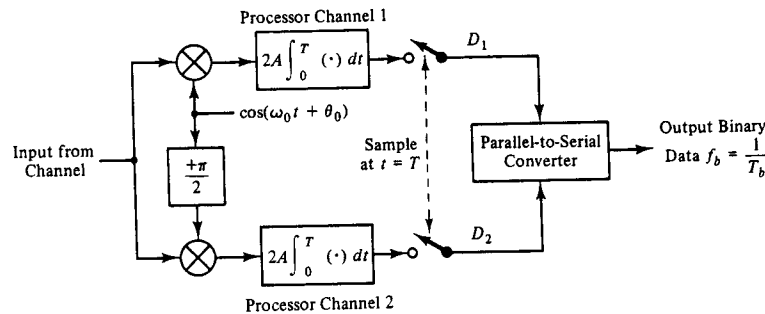 Processor Channel 1
2A ∫₀ᵀ (·) dt
D₁
cos(ω₀t + θ₀)
Input from
Channel
+π/2
Sample
at t = T
Parallel-to-Serial
Converter
Output Binary
Data f_b = 1/T_b
2A ∫₀ᵀ (·) dt
D₂
Processor Channel 2